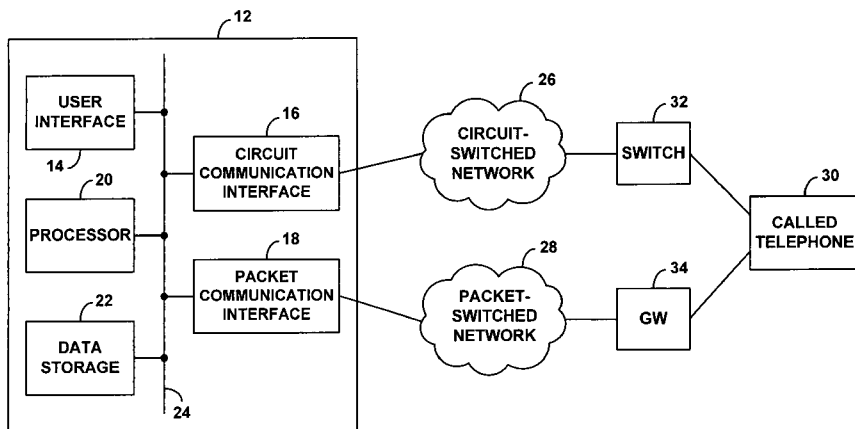 12
USER
INTERFACE
14
20
PROCESSOR
22
DATA
STORAGE
24
16
CIRCUIT
COMMUNICATION
INTERFACE
18
PACKET
COMMUNICATION
INTERFACE
26
CIRCUIT-
SWITCHED
NETWORK
28
PACKET-
SWITCHED
NETWORK
32
SWITCH
34
GW
30
CALLED
TELEPHONE